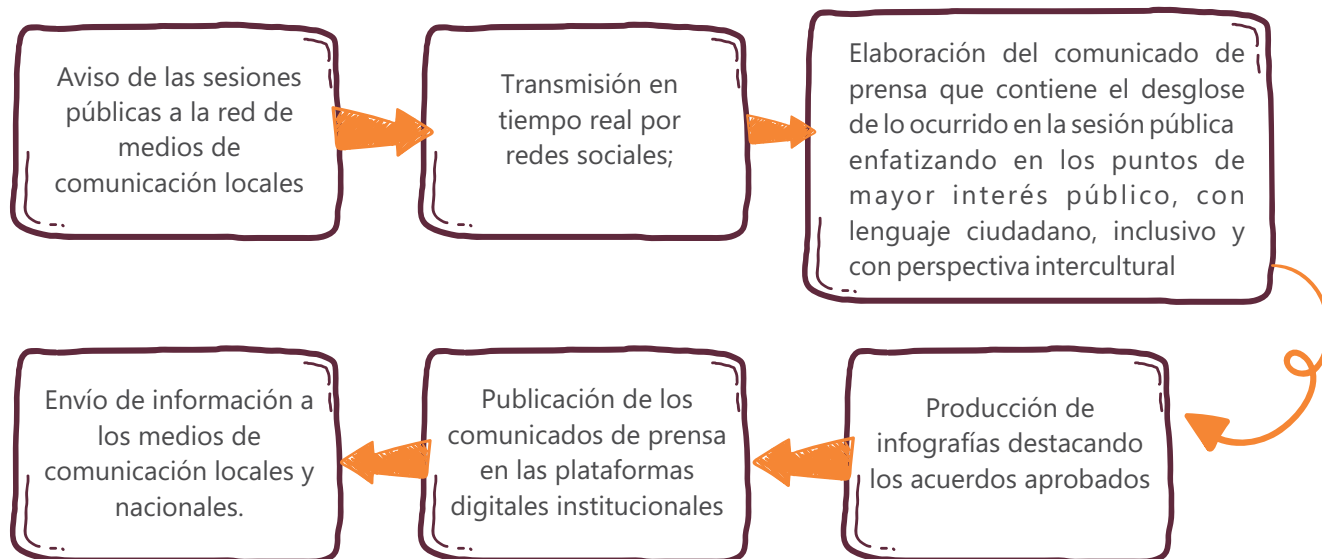 Aviso de las sesiones
públicas a la red de
medios de
comunicación locales
Transmisión en
tiempo real por
redes sociales;
Elaboración del comunicado de
prensa que contiene el desglose
de lo ocurrido en la sesión pública
enfatizando en los puntos de
mayor interés público, con
lenguaje ciudadano, inclusivo y
con perspectiva intercultural
Producción de
infografías destacando
los acuerdos aprobados
Publicación de los
comunicados de prensa
en las plataformas
digitales institucionales
Envío de información a
los medios de
comunicación locales y
nacionales.